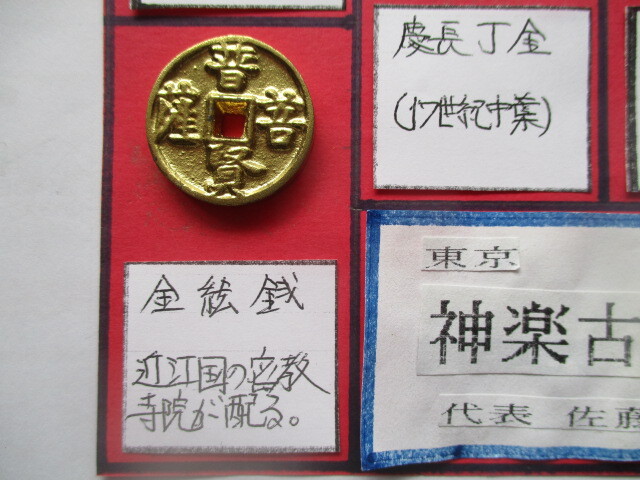 普賢菩薩
慶長丁金
(17世紀中葉)
金絵銭
近江国の密教
寺院が配る。
東京
神楽古
代表 佐藤